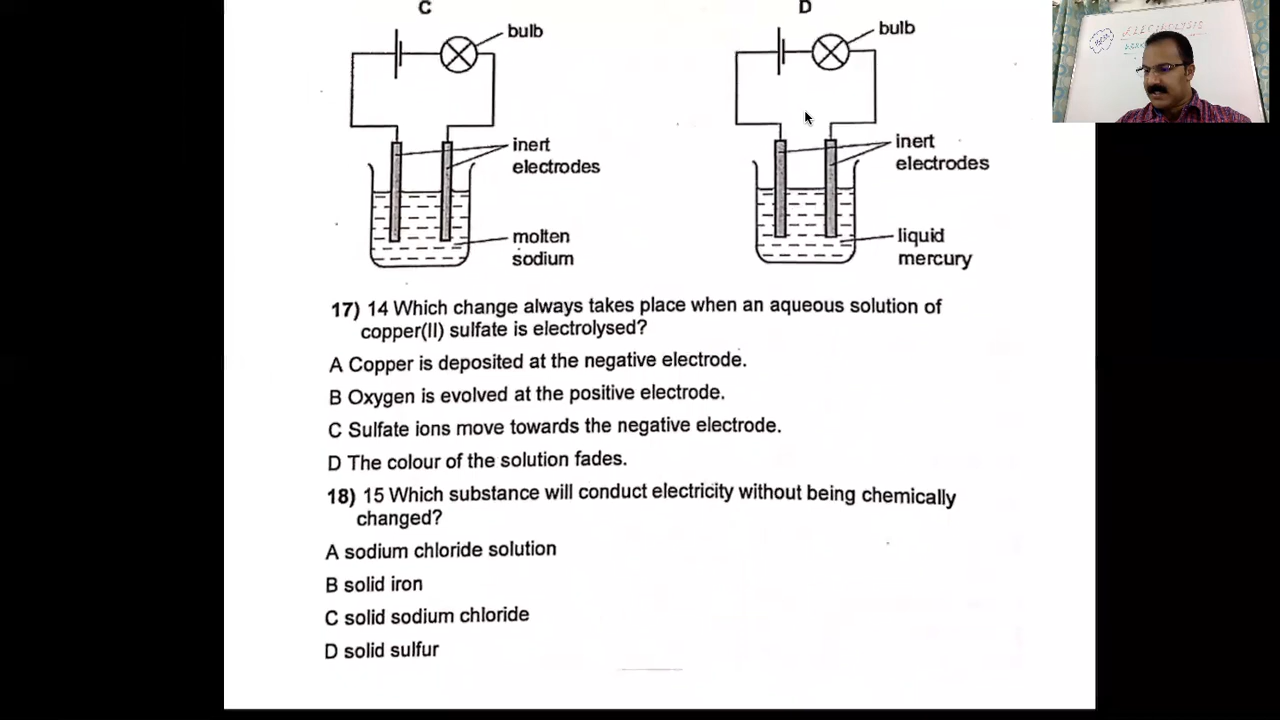 C
D
bulb
bulb
inert
electrodes
inert
electrodes
molten
sodium
liquid
mercury
17) 14 Which change always takes place when an aqueous solution of
copper(II) sulfate is electrolysed?
A Copper is deposited at the negative electrode.
B Oxygen is evolved at the positive electrode.
C Sulfate ions move towards the negative electrode.
D The colour of the solution fades.
18) 15 Which substance will conduct electricity without being chemically
changed?
A sodium chloride solution
B solid iron
C solid sodium chloride
D solid sulfur
ELECTROLYSIS